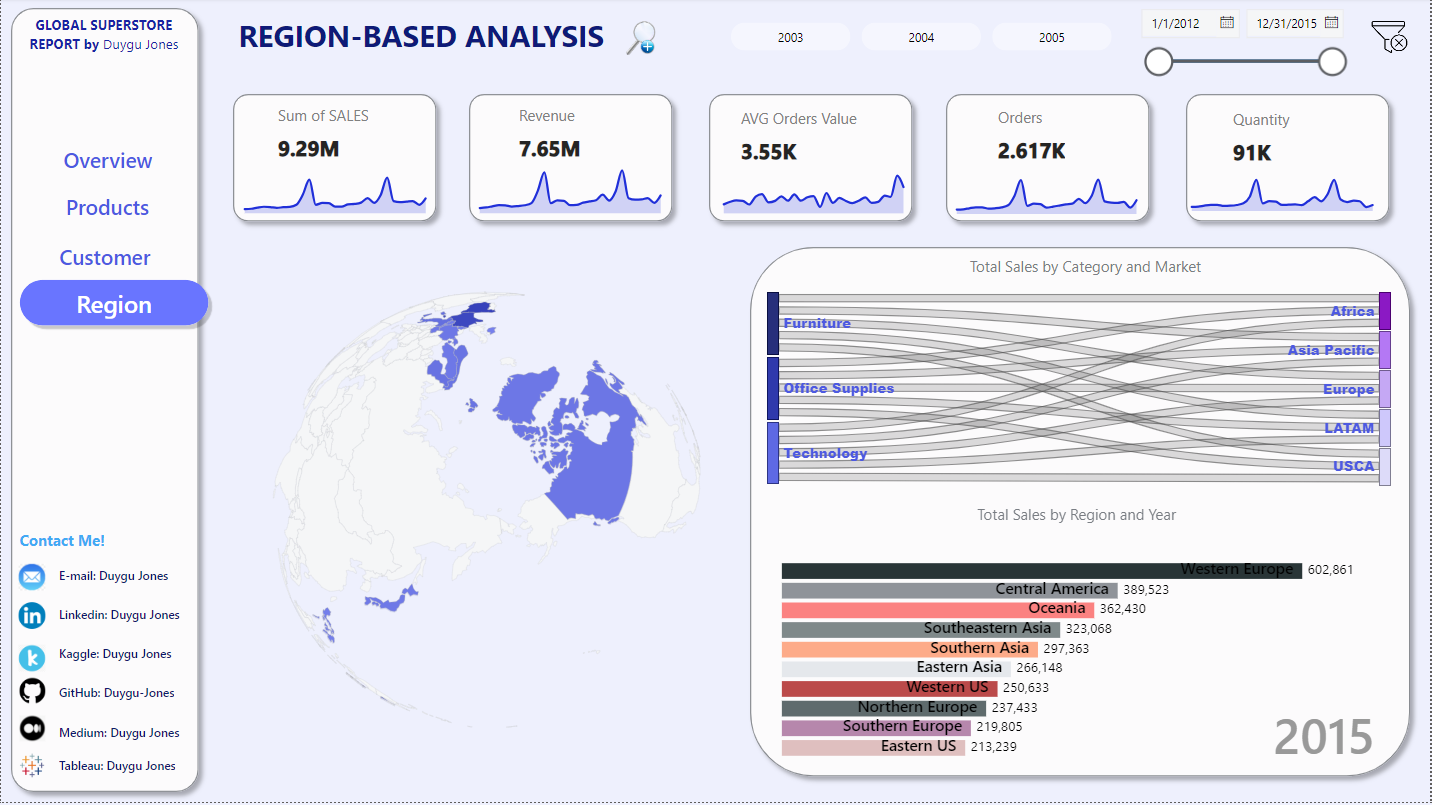 GLOBAL SUPERSTORE
REPORT by Duygu Jones
Overview
Products
Customer
Region
Contact Me!
E-mail: Duygu Jones
in
Linkedin: Duygu Jones
k
Kaggle: Duygu Jones
GitHub: Duygu-Jones
Medium: Duygu Jones
Tableau: Duygu Jones
REGION-BASED ANALYSIS
2003
2004
2005
1/1/2012
12/31/2015
Sum of SALES
9.29M
Revenue
7.65M
AVG Orders Value
3.55K
Orders
2.617K
Quantity
91K
Total Sales by Category and Market
Furniture
Office Supplies
Technology
Africa
Asia Pacific
Europe
LATAM
USCA
Total Sales by Region and Year
Western Europe 602,861
Central America 389,523
Oceania 362,430
Southeastern Asia 323,068
Southern Asia 297,363
Eastern Asia 266,148
Western US 250,633
Northern Europe 237,433
Southern Europe 219,805
Eastern US 213,239
2015